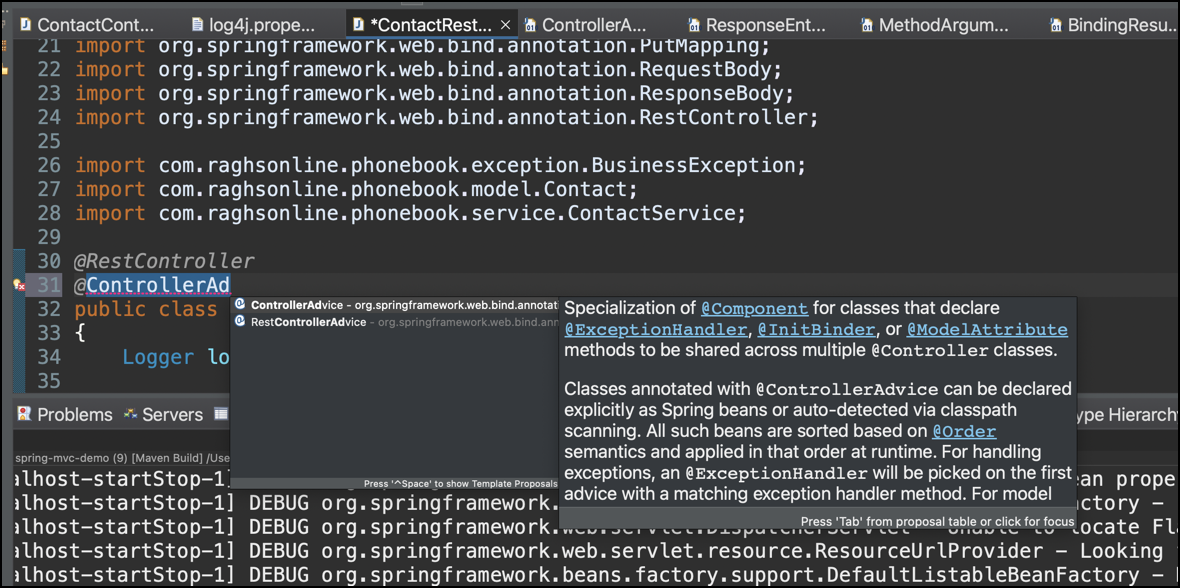 ContactCont... log4j.prope... *ContactRest... ControllerA... ResponseEnt... MethodArgum... BindingResu...
21 import org.springframework.web.bind.annotation.PutMapping;
22 import org.springframework.web.bind.annotation.RequestBody;
23 import org.springframework.web.bind.annotation.ResponseBody;
24 import org.springframework.web.bind.annotation.RestController;
25
26 import com.raghsonline.phonebook.exception.BusinessException;
27 import com.raghsonline.phonebook.model.Contact;
28 import com.raghsonline.phonebook.service.ContactService;
29
30 @RestController
31 @ControllerAd
32 public class
33 {
34 Logger lo
35
ControllerAdvice - org.springframework.web.bind.annotat
RestControllerAdvice - org.springframework.web.bind.ann
Press '^Space' to show Template Proposals
Specialization of @Component for classes that declare
@ExceptionHandler, @InitBinder, or @ModelAttribute
methods to be shared across multiple @Controller classes.
Classes annotated with @ControllerAdvice can be declared
explicitly as Spring beans or auto-detected via classpath
scanning. All such beans are sorted based on @Order
semantics and applied in that order at runtime. For handling
exceptions, an @ExceptionHandler will be picked on the first
advice with a matching exception handler method. For model
Press 'Tab' from proposal table or click for focus
Problems Servers ype Hierarch
spring-mvc-demo (9) [Maven Build] /Use
alhost-startStop-1] ean prope
alhost-startStop-1] DEBUG org.springframework. actory -
alhost-startStop-1] DEBUG org.springframework.web.servlet.DispatcherServlet - Unable to locate Fl
alhost-startStop-1] DEBUG org.springframework.web.servlet.resource.ResourceUrlProvider - Looking
alhost-startStop-1] DEBUG org.springframework.beans.factory.support.DefaultListableBeanFactory -